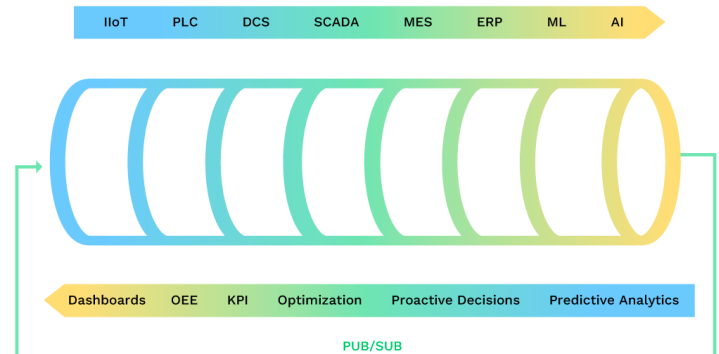 IIoT PLC DCS SCADA MES ERP ML AI
Dashboards OEE KPI Optimization Proactive Decisions Predictive Analytics
PUB/SUB